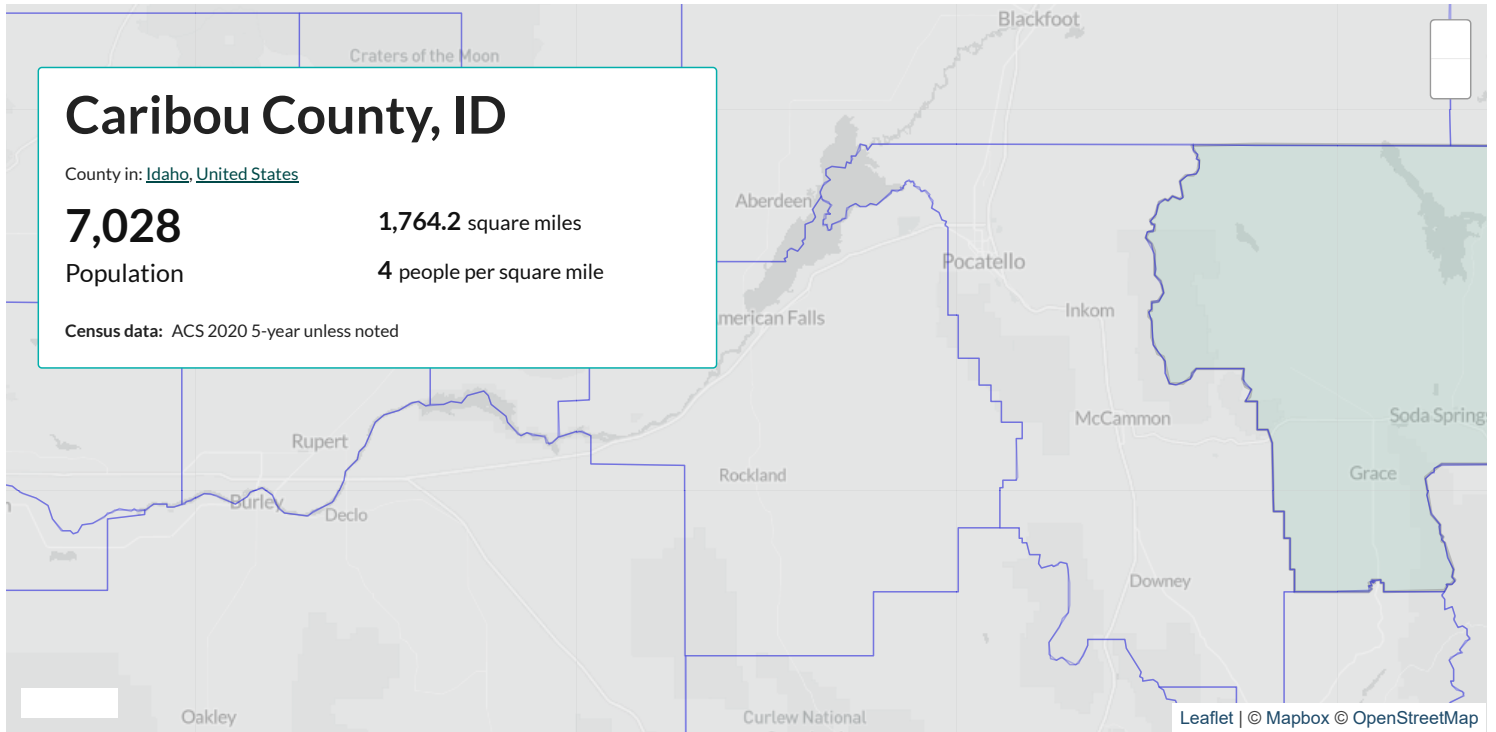 Blackfoot
Craters of the Moon
Caribou County, ID
County in: Idaho, United States
7,028
Population
1,764.2 square miles
4 people per square mile
Census data: ACS 2020 5-year unless noted
Aberdeen
Pocatello
merican Falls
Inkom
McCammon
Soda Spring
Rupert
Rockland
Grace
Burley
Declo
Downey
Oakley
Curlew National
Leaflet | © Mapbox © OpenStreetMap